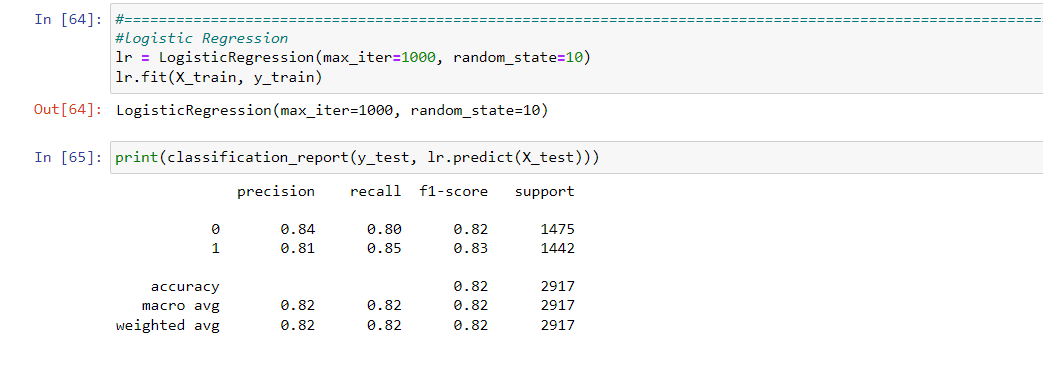 In [64]: #==============================================================================================================
#logistic Regression
lr = LogisticRegression(max_iter=1000, random_state=10)
lr.fit(X_train, y_train)
Out[64]: LogisticRegression(max_iter=1000, random_state=10)
In [65]: print(classification_report(y_test, lr.predict(X_test)))
precision recall f1-score support
0 0.84 0.80 0.82 1475
1 0.81 0.85 0.83 1442
accuracy 0.82 2917
macro avg 0.82 0.82 0.82 2917
weighted avg 0.82 0.82 0.82 2917